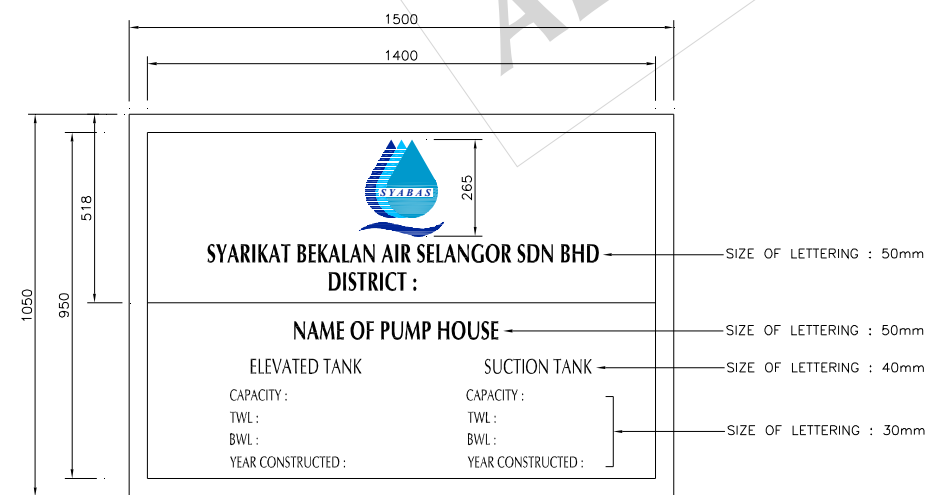 1500
1400
SYABAS
265
518
1050
950
SYARIKAT BEKALAN AIR SELANGOR SDN BHD
SIZE OF LETTERING : 50mm
DISTRICT :
NAME OF PUMP HOUSE
SIZE OF LETTERING : 50mm
ELEVATED TANK
SUCTION TANK
SIZE OF LETTERING : 40mm
CAPACITY :
CAPACITY :
TWL :
TWL :
SIZE OF LETTERING : 30mm
BWL :
BWL :
YEAR CONSTRUCTED :
YEAR CONSTRUCTED :